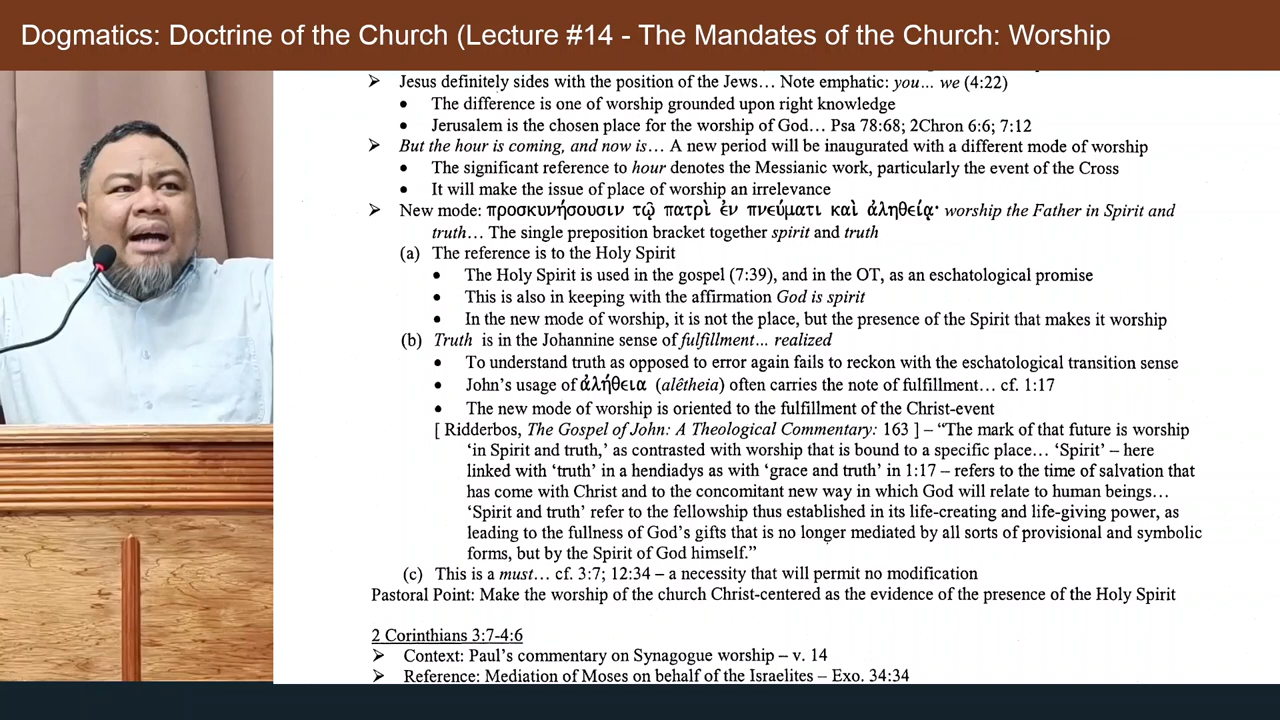 Dogmatics: Doctrine of the Church (Lecture #14 - The Mandates of the Church: Worship
➢ Jesus definitely sides with the position of the Jews… Note emphatic: you... we (4:22)
• The difference is one of worship grounded upon right knowledge
• Jerusalem is the chosen place for the worship of God… Psa 78:68; 2Chron 6:6; 7:12
➢ But the hour is coming, and now is… A new period will be inaugurated with a different mode of worship
• The significant reference to hour denotes the Messianic work, particularly the event of the Cross
• It will make the issue of place of worship an irrelevance
➢ New mode: προσκυνήσουσιν τῷ πατρὶ ἐν πνεύματι καὶ ἀληθείᾳ· worship the Father in Spirit and
truth… The single preposition bracket together spirit and truth
(a) The reference is to the Holy Spirit
• The Holy Spirit is used in the gospel (7:39), and in the OT, as an eschatological promise
• This is also in keeping with the affirmation God is spirit
• In the new mode of worship, it is not the place, but the presence of the Spirit that makes it worship
(b) Truth is in the Johannine sense of fulfillment... realized
• To understand truth as opposed to error again fails to reckon with the eschatological transition sense
• John's usage of ἀλήθεια (alêtheia) often carries the note of fulfillment… cf. 1:17
• The new mode of worship is oriented to the fulfillment of the Christ-event
[ Ridderbos, The Gospel of John: A Theological Commentary: 163 ] – “The mark of that future is worship
‘in Spirit and truth,’ as contrasted with worship that is bound to a specific place… ‘Spirit’ – here
linked with ‘truth’ in a hendiadys as with ‘grace and truth’ in 1:17 – refers to the time of salvation that
has come with Christ and to the concomitant new way in which God will relate to human beings…
‘Spirit and truth’ refer to the fellowship thus established in its life-creating and life-giving power, as
leading to the fullness of God's gifts that is no longer mediated by all sorts of provisional and symbolic
forms, but by the Spirit of God himself.”
(c) This is a must… cf. 3:7; 12:34 – a necessity that will permit no modification
Pastoral Point: Make the worship of the church Christ-centered as the evidence of the presence of the Holy Spirit
2 Corinthians 3:7-4:6
➢ Context: Paul's commentary on Synagogue worship – v. 14
➢ Reference: Mediation of Moses on behalf of the Israelites – Exo. 34:34